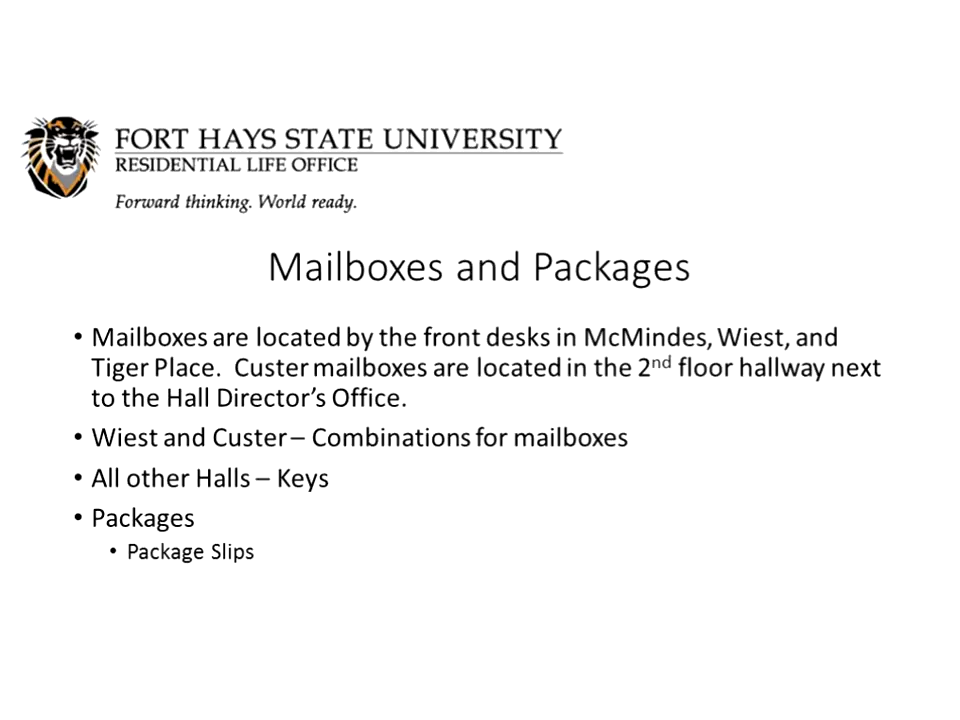 FORT HAYS STATE UNIVERSITY
RESIDENTIAL LIFE OFFICE
Forward thinking. World ready.
Mailboxes and Packages
• Mailboxes are located by the front desks in McMindes, Wiest, and
Tiger Place.  Custer mailboxes are located in the 2nd floor hallway next
to the Hall Director’s Office.
• Wiest and Custer – Combinations for mailboxes
• All other Halls – Keys
• Packages
• Package Slips